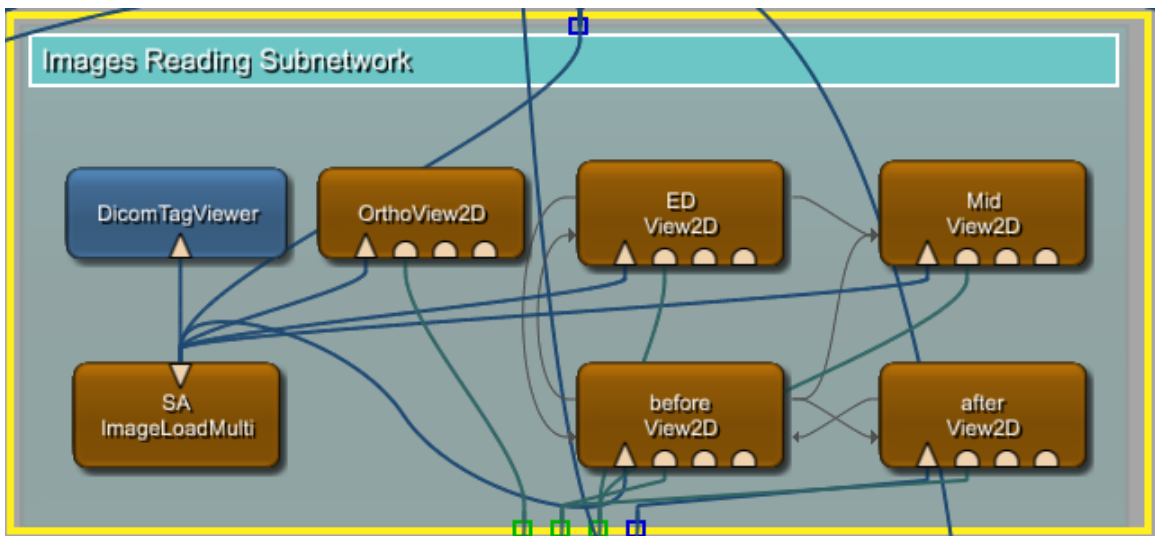 Images Reading Subnetwork
DicomTagViewer
OrthoView2D
ED
View2D
Mid
View2D
SA
ImageLoadMulti
before
View2D
after
View2D